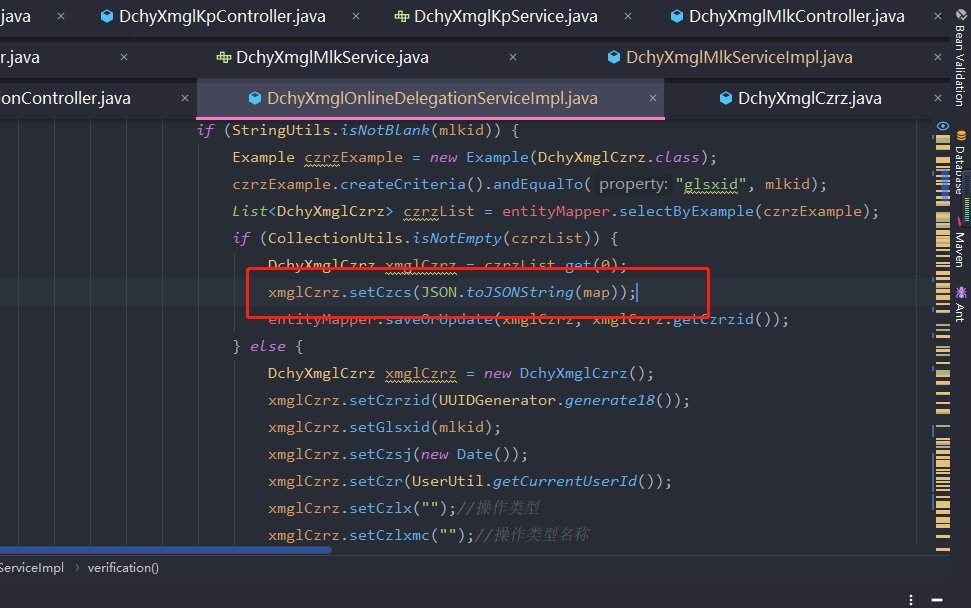 java × DchyXmglKpController.java × DchyXmglKpService.java × DchyXmglMlkController.java ×
r.java × DchyXmglMlkService.java × DchyXmglMlkServiceImpl.java ×
onController.java × DchyXmglOnlineDelegationServiceImpl.java × DchyXmglCzrz.java ×
if (StringUtils.isNotBlank(mlkid)) {
Example czrzExample = new Example(DchyXmglCzrz.class);
czrzExample.createCriteria().andEqualTo( property: "glsxid", mlkid);
List<DchyXmglCzrz> czrzList = entityMapper.selectByExample(czrzExample);
if (CollectionUtils.isNotEmpty(czrzList)) {
DchyXmglCzrz xmglCzrz = czrzList.get(0);
xmglCzrz.setCzcs(JSON.toJSONString(map));
entityMapper.saveOrUpdate(xmglCzrz, xmglCzrz.getCzrzid());
} else {
DchyXmglCzrz xmglCzrz = new DchyXmglCzrz();
xmglCzrz.setCzrzid(UUIDGenerator.generate18());
xmglCzrz.setGlsxid(mlkid);
xmglCzrz.setCzsj(new Date());
xmglCzrz.setCzr(UserUtil.getCurrentUserId());
xmglCzrz.setCzlx("");//操作类型
xmglCzrz.setCzlxmc("");//操作类型名称
ServiceImpl › verification()
Bean Validation
Database
Maven
Ant